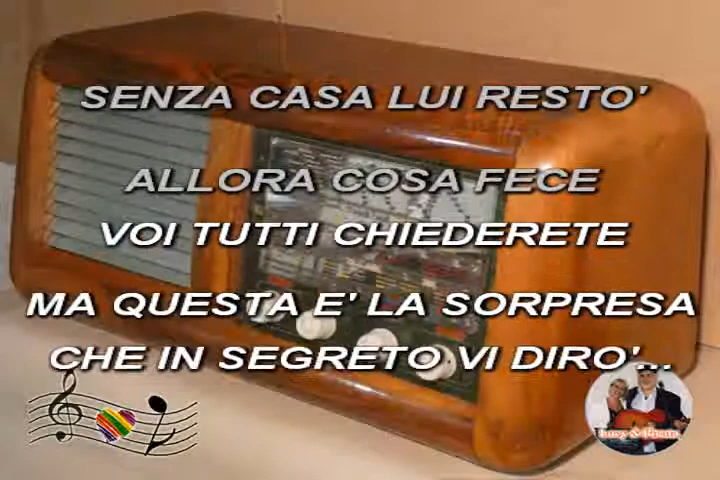 SENZA CASA LUI RESTO'
ALLORA COSA FECE
VOI TUTTI CHIEDERETE
MA QUESTA E' LA SORPRESA
CHE IN SEGRETO VI DIRO'...